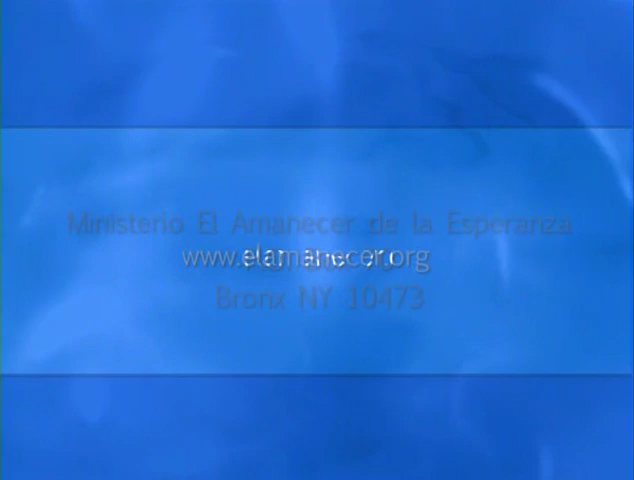 Ministerio El Amanecer de la Esperanza
www.elamanecer.org
Bronx NY 10473